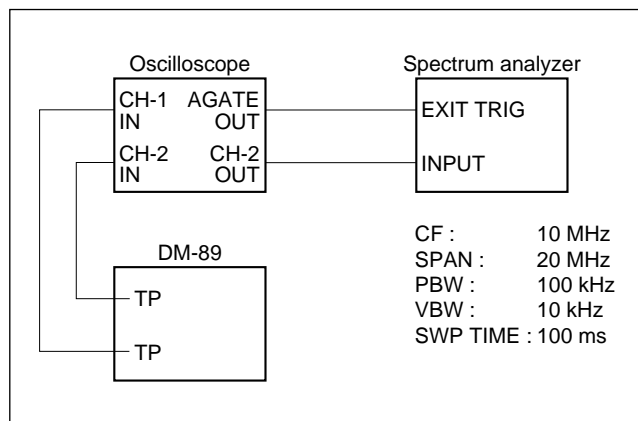 Oscilloscope
Spectrum analyzer
CH-1 AGATE
IN OUT
CH-2 CH-2
IN OUT
EXIT TRIG
INPUT
DM-89
TP
TP
CF : 10 MHz
SPAN : 20 MHz
PBW : 100 kHz
VBW : 10 kHz
SWP TIME : 100 ms